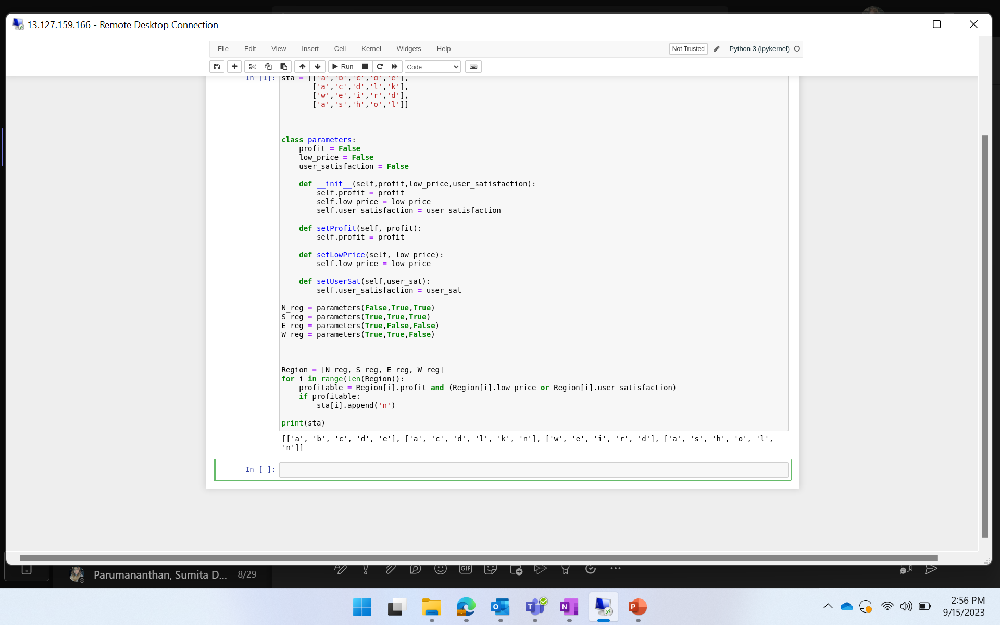 13.127.159.166 - Remote Desktop Connection
File Edit View Insert Cell Kernel Widgets Help Not Trusted Python 3 (ipykernel)
Run Code
In [1]: sta = [['a','b','c','d','e'],
['a','c','d','l','k'],
['w','e','i','r','d'],
['a','s','h','o','l']]
class parameters:
profit = False
low_price = False
user_satisfaction = False
def __init__(self,profit,low_price,user_satisfaction):
self.profit = profit
self.low_price = low_price
self.user_satisfaction = user_satisfaction
def setProfit(self, profit):
self.profit = profit
def setLowPrice(self, low_price):
self.low_price = low_price
def setUserSat(self,user_sat):
self.user_satisfaction = user_sat
N_reg = parameters(False,True,True)
S_reg = parameters(True,True,True)
E_reg = parameters(True,False,False)
W_reg = parameters(True,True,False)
Region = [N_reg, S_reg, E_reg, W_reg]
for i in range(len(Region)):
profitable = Region[i].profit and (Region[i].low_price or Region[i].user_satisfaction)
if profitable:
sta[i].append('n')
print(sta)
[['a', 'b', 'c', 'd', 'e'], ['a', 'c', 'd', 'l', 'k', 'n'], ['w', 'e', 'i', 'r', 'd'], ['a', 's', 'h', 'o', 'l',
'n']]
In [ ]:
Parumananthan, Sumita D... 8/29
GIF
2:56 PM
9/15/2023